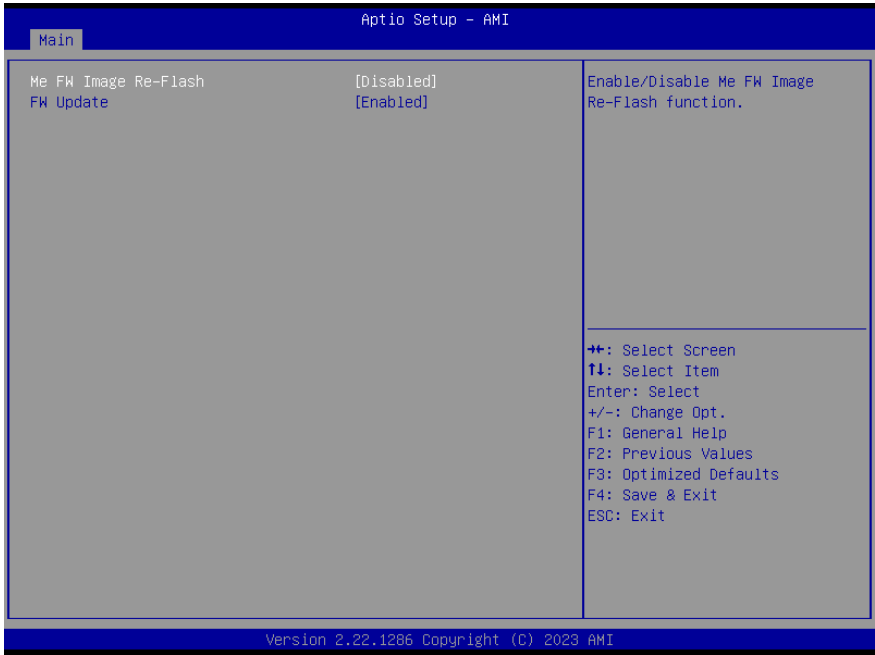 Aptio Setup – AMI
Main
Me FW Image Re-Flash [Disabled]
FW Update [Enabled]
Enable/Disable Me FW Image
Re-Flash function.
→←: Select Screen
↑↓: Select Item
Enter: Select
+/-: Change Opt.
F1: General Help
F2: Previous Values
F3: Optimized Defaults
F4: Save & Exit
ESC: Exit
Version 2.22.1286 Copyright (C) 2023 AMI